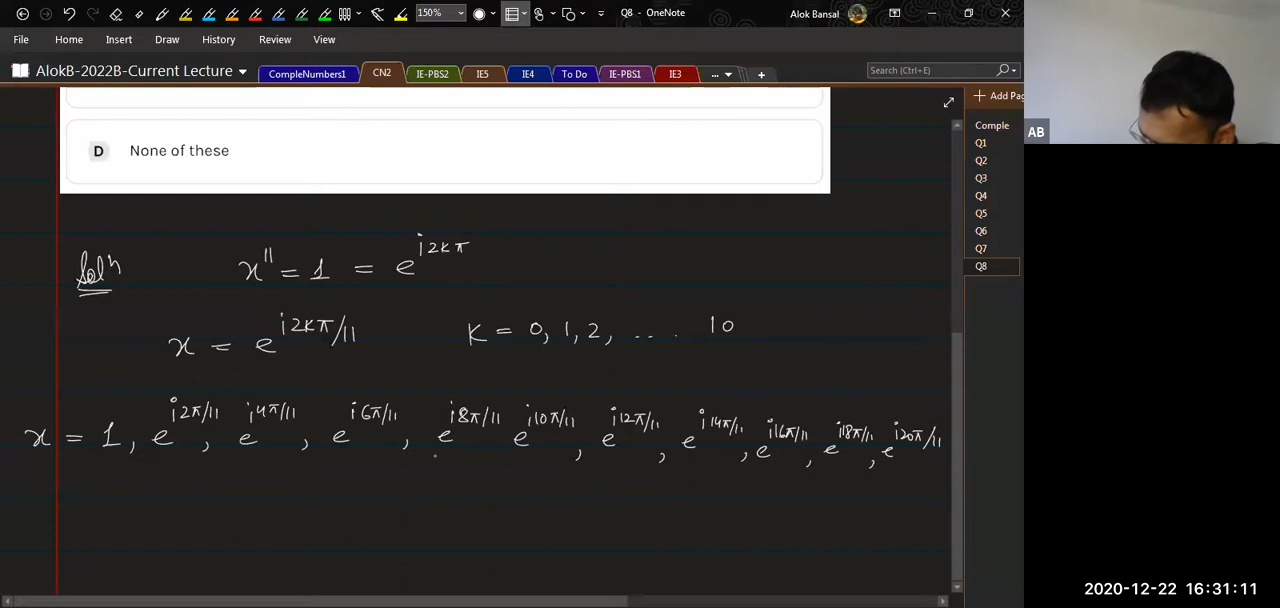 150%
Q8 - OneNote
Alok Bansal
File Home Insert Draw History Review View
AlokB-2022B-Current Lecture
CompleNumbers1 CN2 IE-PBS2 IE5 IE4 To Do IE-PBS1 IE3 ... +
Search (Ctrl+E)
+ Add Pag
Comple
Q1
Q2
Q3
Q4
Q5
Q6
Q7
Q8
AB
D None of these
Solⁿ x^11 = 1 = e^{i2kπ}
x = e^{i2kπ/11} K = 0, 1, 2, .... 10
x = 1, e^{i2π/11}, e^{i4π/11}, e^{i6π/11}, e^{i8π/11} e^{i10π/11}, e^{i12π/11}, e^{i14π/11}, e^{i16π/11}, e^{i18π/11}, e^{i20π/11}
2020-12-22 16:31:11